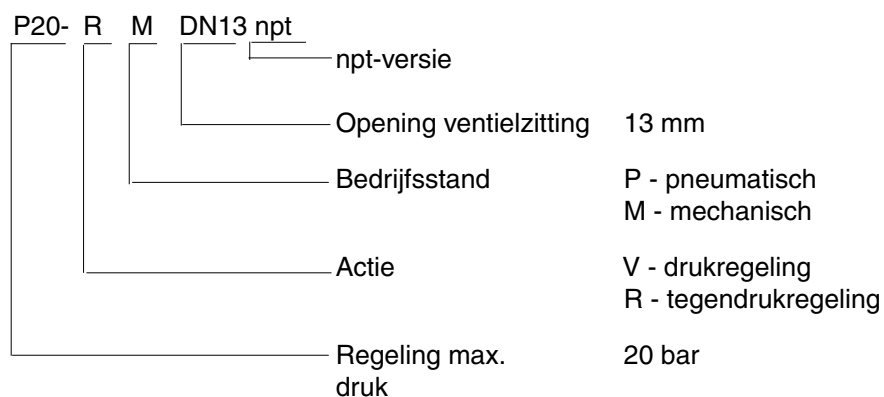 P20- R M DN13 npt
npt-versie
Opening ventielzitting 13 mm
Bedrijfsstand P - pneumatisch
M - mechanisch
Actie V - drukregeling
R - tegendrukregeling
Regeling max. 20 bar
druk